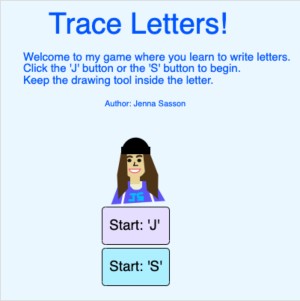 Trace Letters!
Welcome to my game where you learn to write letters.
Click the 'J' button or the 'S' button to begin.
Keep the drawing tool inside the letter.
Author: Jenna Sasson
JS
Start: 'J'
Start: 'S'